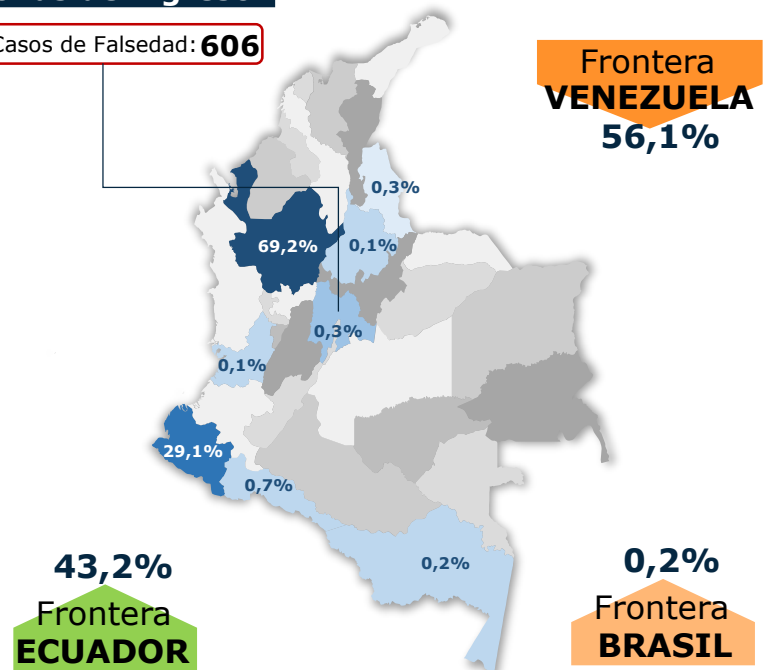 Casos de Falsedad: 606
Frontera
VENEZUELA
56,1%
0,3%
69,2%
0,1%
0,3%
0,1%
29,1%
0,7%
0,2%
43,2%
Frontera
ECUADOR
0,2%
Frontera
BRASIL